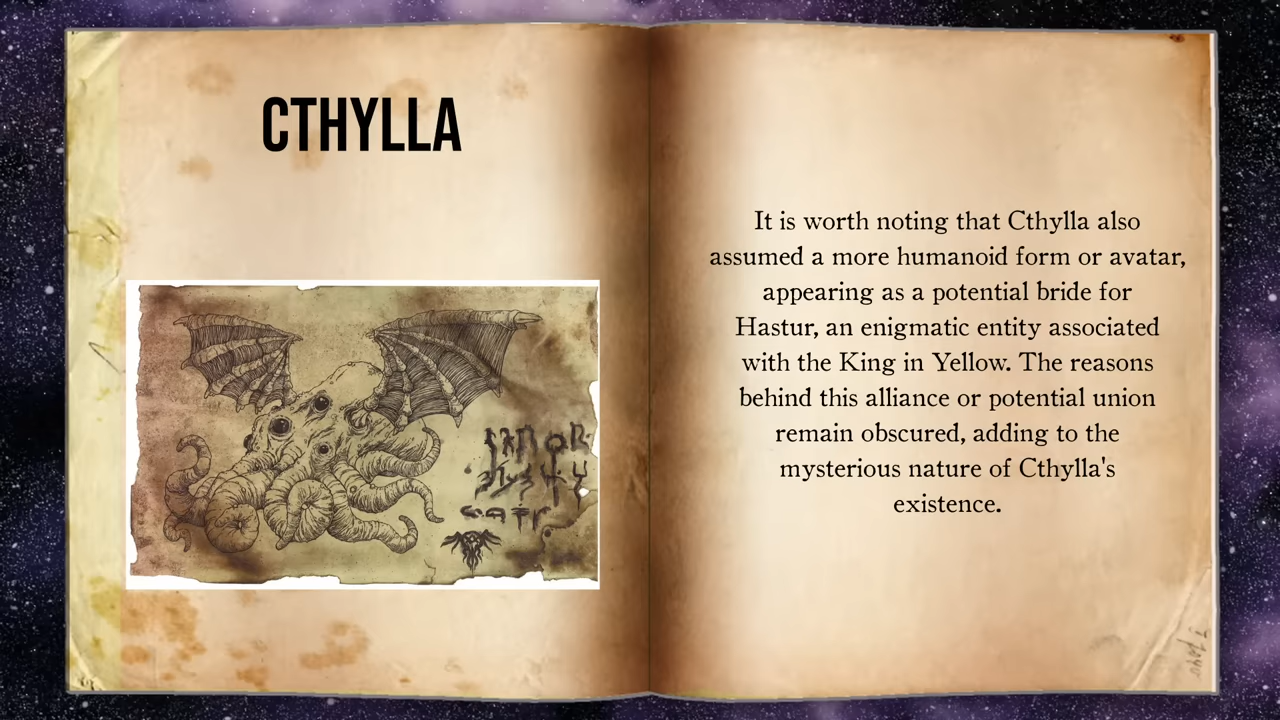 CTHYLLA
It is worth noting that Cthylla also
assumed a more humanoid form or avatar,
appearing as a potential bride for
Hastur, an enigmatic entity associated
with the King in Yellow. The reasons
behind this alliance or potential union
remain obscured, adding to the
mysterious nature of Cthylla's
existence.